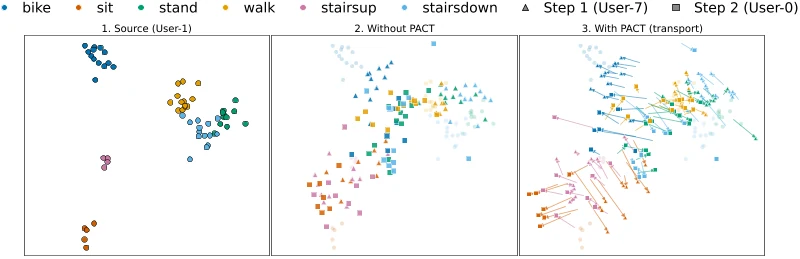 bike sit stand walk stairsup stairsdown Step 1 (User-7) Step 2 (User-0)
1. Source (User-1)
2. Without PACT
3. With PACT (transport)